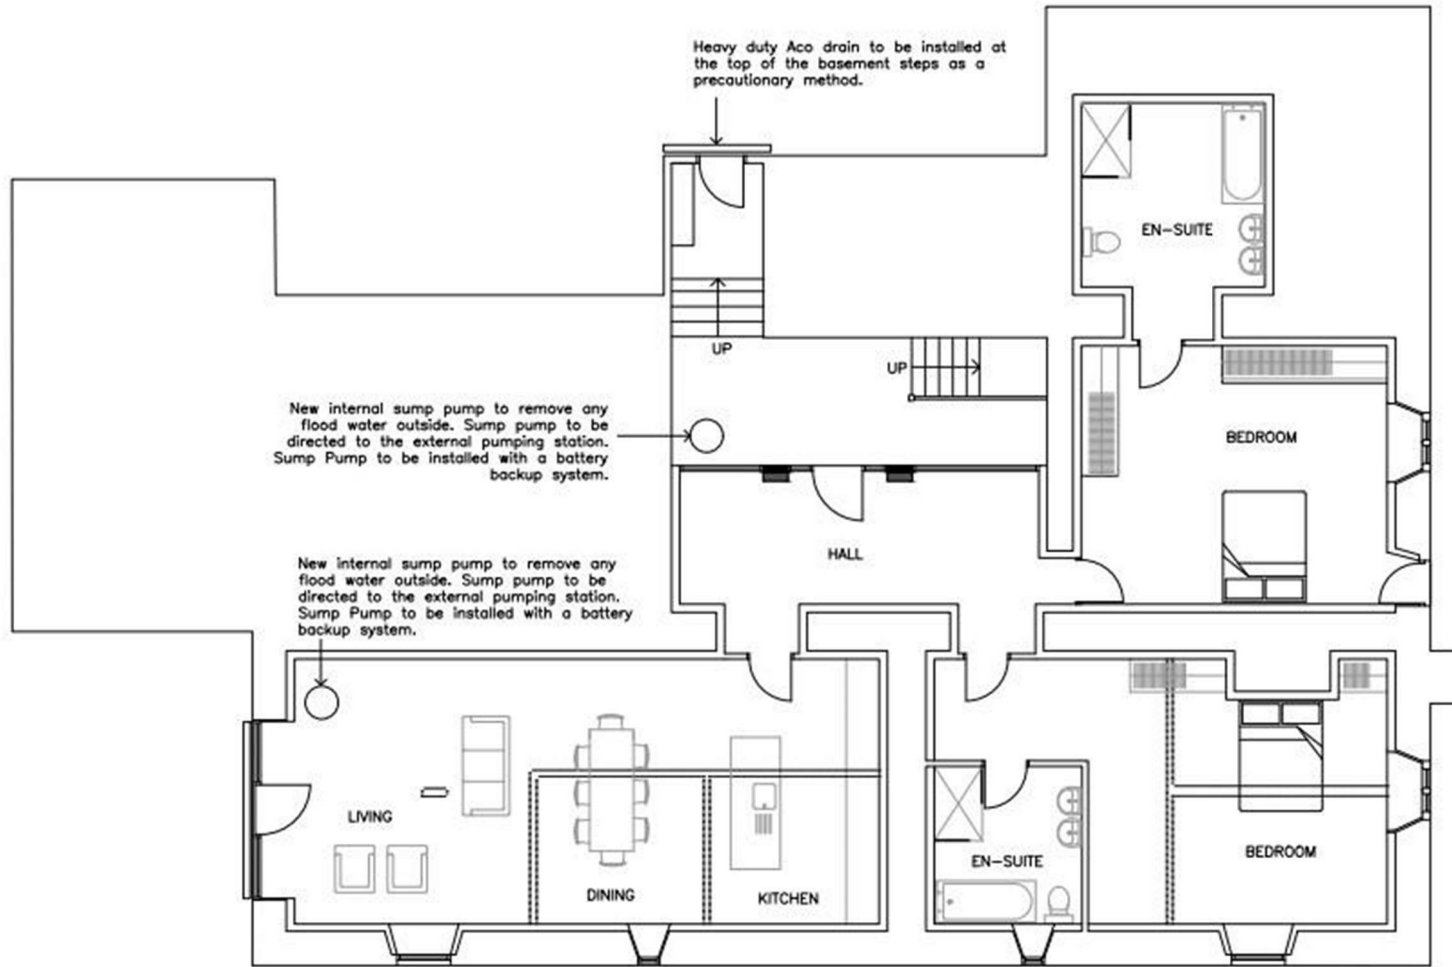 Heavy duty Aco drain to be installed at
the top of the basement steps as a
precautionary method.
EN-SUITE
UP
UP
New internal sump pump to remove any
flood water outside. Sump pump to be
directed to the external pumping station.
Sump Pump to be installed with a battery
backup system.
BEDROOM
HALL
New internal sump pump to remove any
flood water outside. Sump pump to be
directed to the external pumping station.
Sump Pump to be installed with a battery
backup system.
LIVING
DINING
KITCHEN
EN-SUITE
BEDROOM